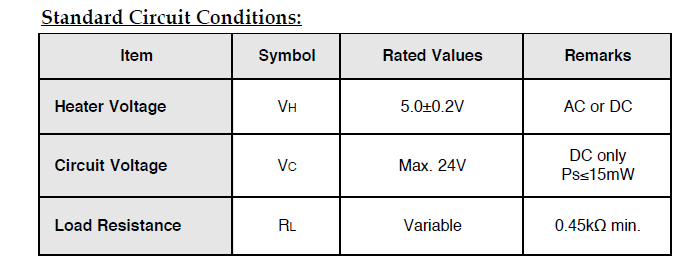 Standard Circuit Conditions:
Item Symbol Rated Values Remarks
Heater Voltage VH 5.0±0.2V AC or DC
Circuit Voltage VC Max. 24V DC only
Ps≤15mW
Load Resistance RL Variable 0.45kΩ min.